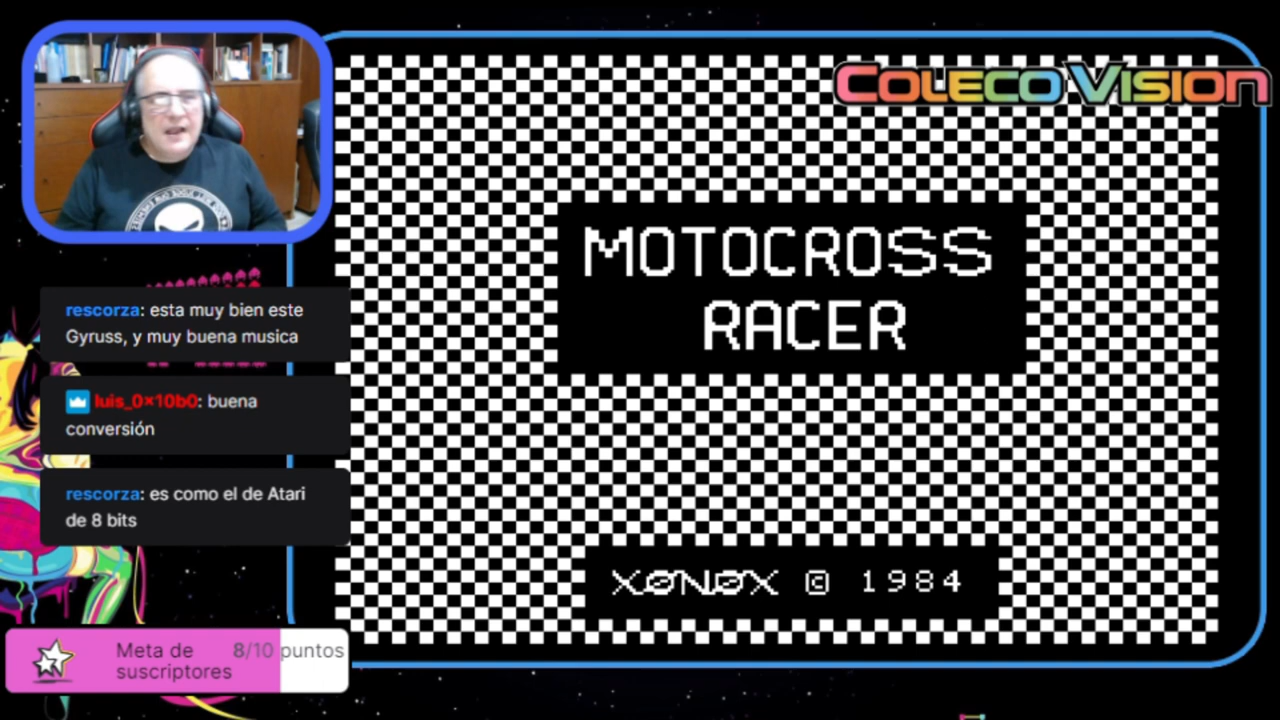 COLECOVISION
MOTOCROSS
RACER
rescorza: esta muy bien este
Gyruss, y muy buena musica
luis_0x10b0: buena
conversión
rescorza: es como el de Atari
de 8 bits
XONOX © 1984
Meta de 8/10 puntos
suscriptores